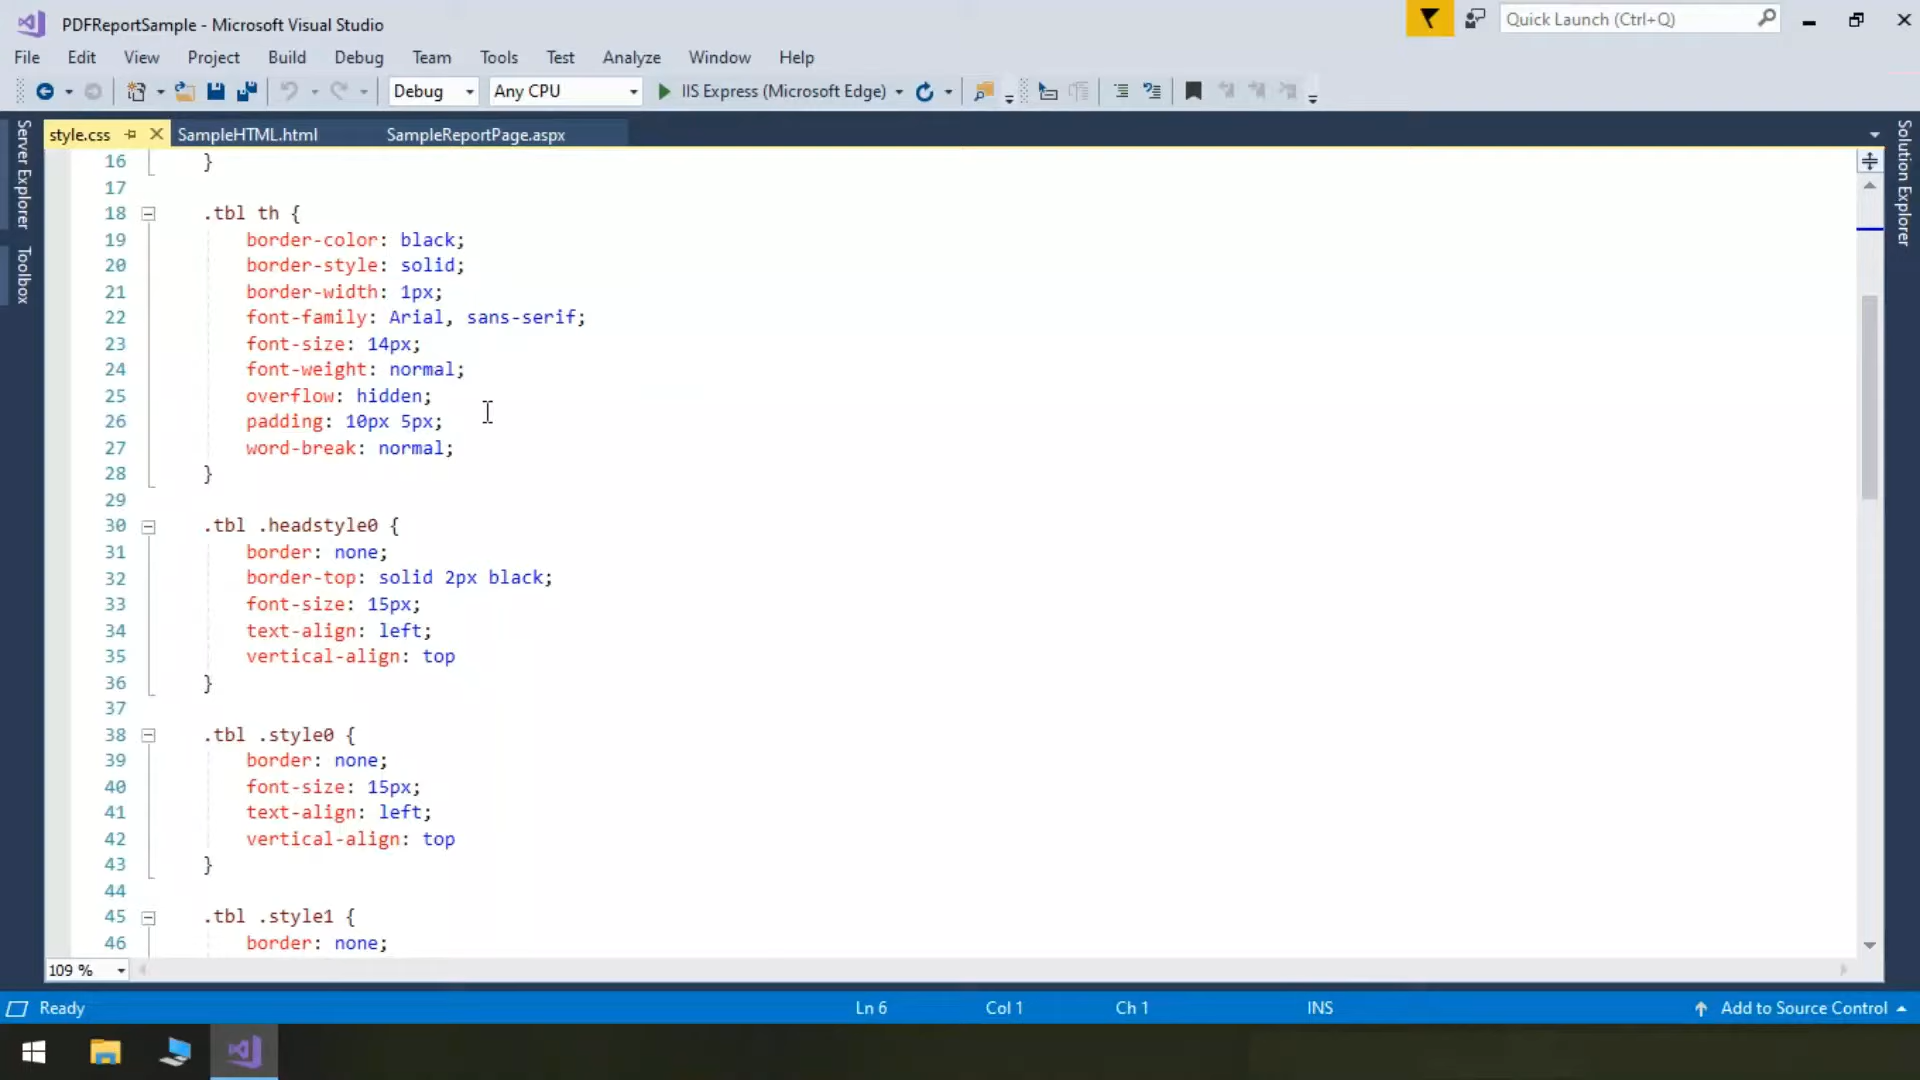 PDFReportSample - Microsoft Visual Studio
Quick Launch (Ctrl+Q)
File Edit View Project Build Debug Team Tools Test Analyze Window Help
Debug Any CPU IIS Express (Microsoft Edge)
Server Explorer
Toolbox
Solution Explorer
style.css SampleHTML.html SampleReportPage.aspx
16 }
17
18 .tbl th {
19 border-color: black;
20 border-style: solid;
21 border-width: 1px;
22 font-family: Arial, sans-serif;
23 font-size: 14px;
24 font-weight: normal;
25 overflow: hidden;
26 padding: 10px 5px;
27 word-break: normal;
28 }
29
30 .tbl .headstyle0 {
31 border: none;
32 border-top: solid 2px black;
33 font-size: 15px;
34 text-align: left;
35 vertical-align: top
36 }
37
38 .tbl .style0 {
39 border: none;
40 font-size: 15px;
41 text-align: left;
42 vertical-align: top
43 }
44
45 .tbl .style1 {
46 border: none;
109 %
Ready Ln 6 Col 1 Ch 1 INS Add to Source Control